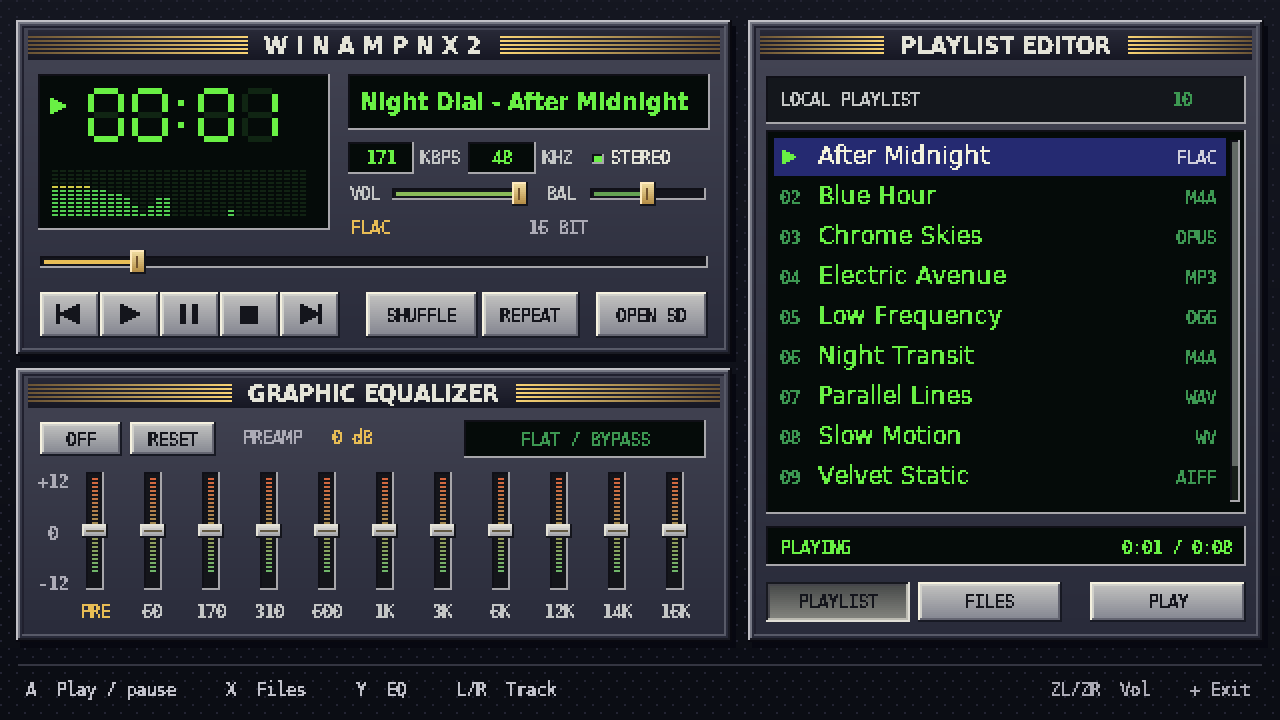 WINAMPNX2
00:01
Night Dial - After Midnight
171 KBPS 48 KHZ STEREO
VOL BAL
FLAC 16 BIT
SHUFFLE REPEAT OPEN SD
GRAPHIC EQUALIZER
OFF RESET PREAMP 0 dB FLAT / BYPASS
+12
0
-12
PRE 60 170 310 600 1K 3K 6K 12K 14K 16K
PLAYLIST EDITOR
LOCAL PLAYLIST 10
After Midnight FLAC
02 Blue Hour M4A
03 Chrome Skies OPUS
04 Electric Avenue MP3
05 Low Frequency OGG
06 Night Transit M4A
07 Parallel Lines WAV
08 Slow Motion WV
09 Velvet Static AIFF
PLAYING 0:01 / 0:08
PLAYLIST FILES PLAY
A Play / pause X Files Y EQ L/R Track ZL/ZR Vol + Exit